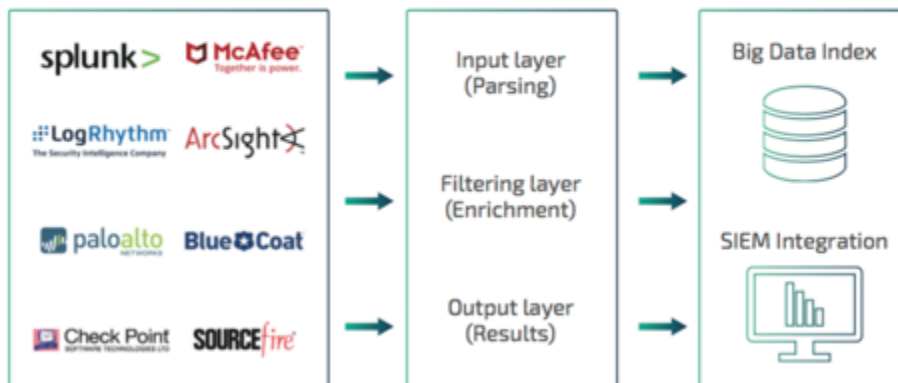 splunk>
McAfee™
Together is power.
LogRhythm
The Security Intelligence Company
ArcSight
paloalto
NETWORKS
Blue Coat
Check Point
SOFTWARE TECHNOLOGIES LTD
SOURCEfire
Input layer
(Parsing)
Filtering layer
(Enrichment)
Output layer
(Results)
Big Data Index
SIEM Integration